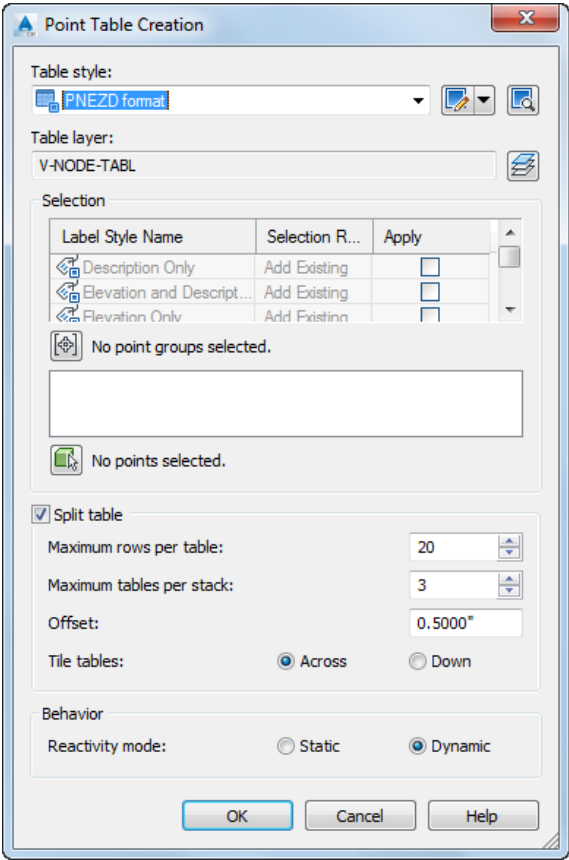 Point Table Creation
Table style:
PNEZD format
Table layer:
V-NODE-TABL
Selection
Label Style Name Selection R... Apply
Description Only Add Existing
Elevation and Descript... Add Existing
Elevation Only Add Existing
No point groups selected.
No points selected.
Split table
Maximum rows per table: 20
Maximum tables per stack: 3
Offset: 0.5000"
Tile tables: Across Down
Behavior
Reactivity mode: Static Dynamic
OK Cancel Help